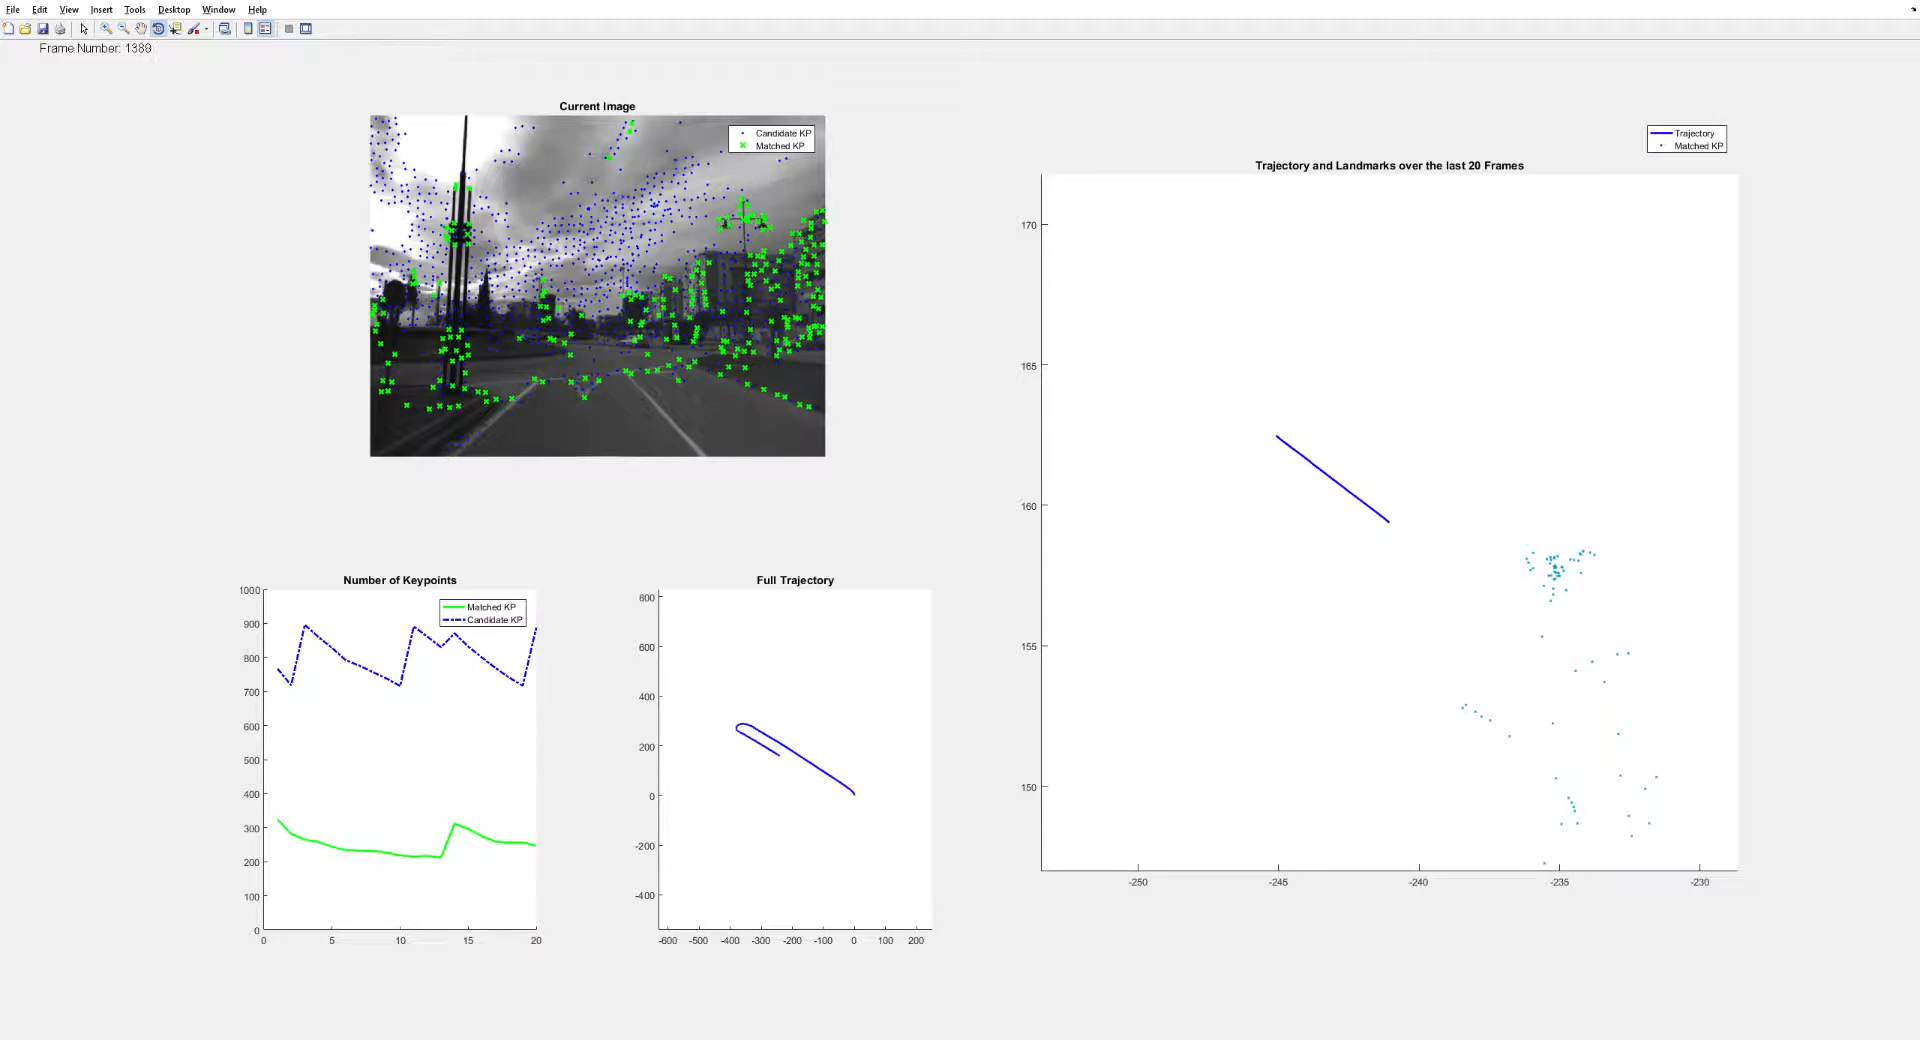 File Edit View Insert Tools Desktop Window Help
Frame Number: 1389
Current Image
Candidate KP
Matched KP
Trajectory
Matched KP
Trajectory and Landmarks over the last 20 Frames
170
165
160
155
150
-250 -245 -240 -235 -230
Number of Keypoints
Matched KP
Candidate KP
1000
900
800
700
600
500
400
300
200
100
0
0 5 10 15 20
Full Trajectory
800
600
400
200
0
-200
-400
-600 -500 -400 -300 -200 -100 0 100 200